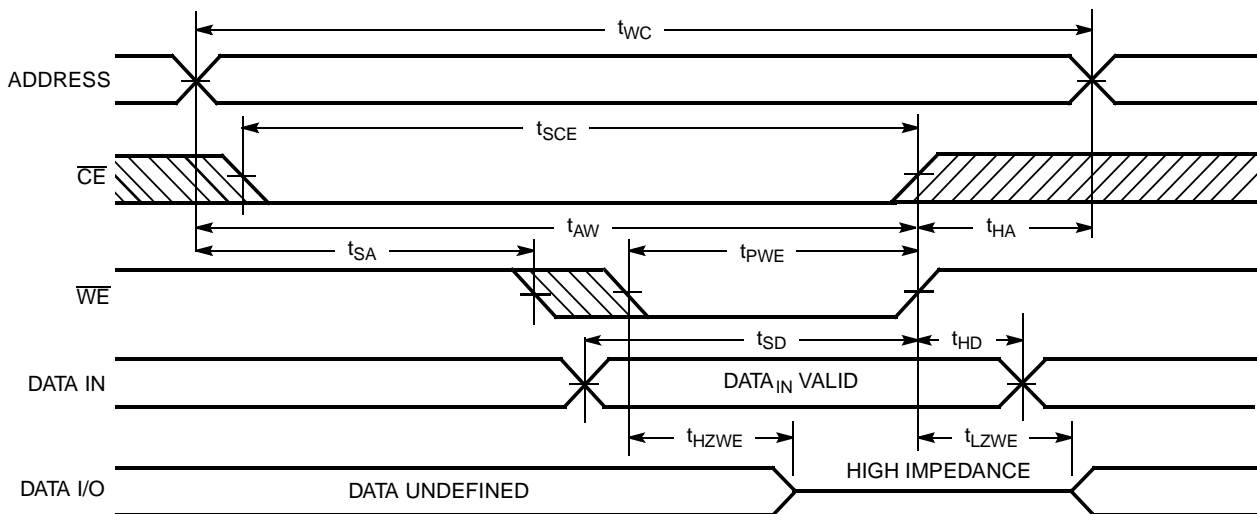 tWC
ADDRESS
tSCE
CE
tAW
tHA
tSA
tPWE
WE
tSD
tHD
DATA IN
DATAIN VALID
tHZWE
tLZWE
HIGH IMPEDANCE
DATA I/O
DATA UNDEFINED